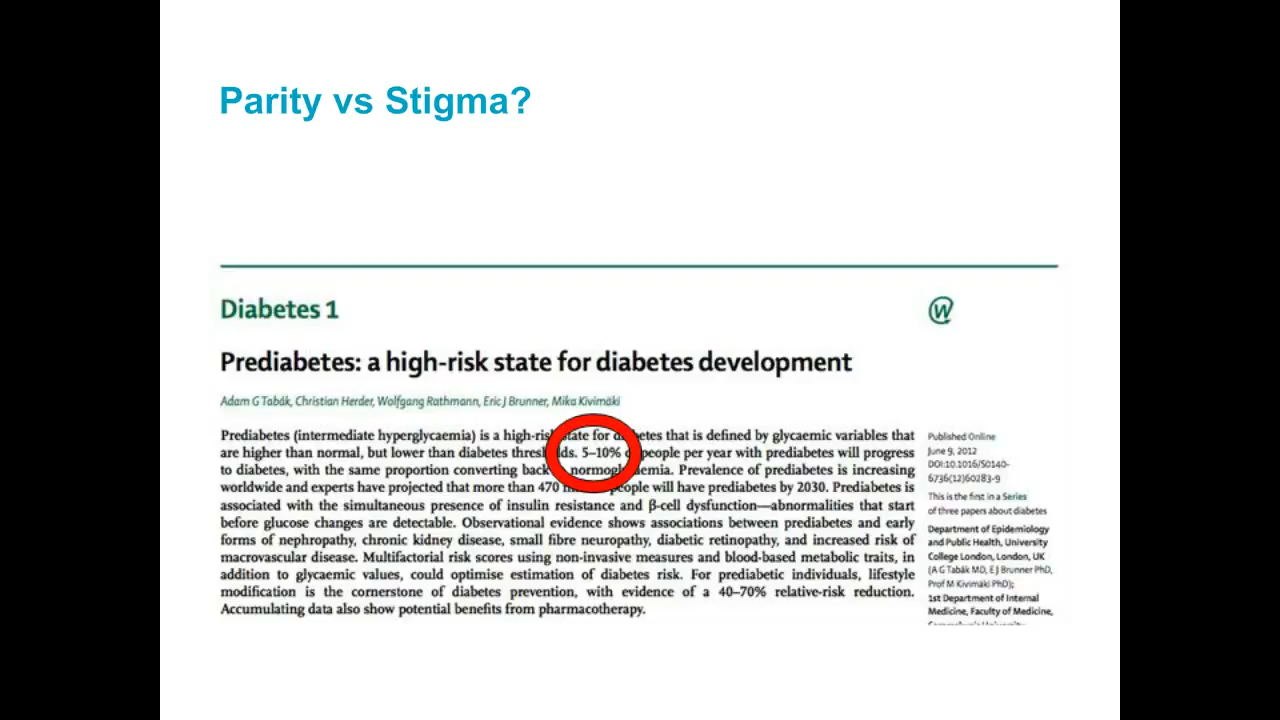 Parity vs Stigma?
Diabetes 1
W
Prediabetes: a high-risk state for diabetes development
Adam G Tabák, Christian Herder, Wolfgang Rathmann, Eric J Brunner, Mika Kivimäki
Prediabetes (intermediate hyperglycaemia) is a high-risk state for diabetes that is defined by glycaemic variables that
are higher than normal, but lower than diabetes thresholds. 5–10% of people per year with prediabetes will progress
to diabetes, with the same proportion converting back normoglycaemia. Prevalence of prediabetes is increasing
worldwide and experts have projected that more than 470 people will have prediabetes by 2030. Prediabetes is
associated with the simultaneous presence of insulin resistance and β-cell dysfunction—abnormalities that start
before glucose changes are detectable. Observational evidence shows associations between prediabetes and early
forms of nephropathy, chronic kidney disease, small fibre neuropathy, diabetic retinopathy, and increased risk of
macrovascular disease. Multifactorial risk scores using non-invasive measures and blood-based metabolic traits, in
addition to glycaemic values, could optimise estimation of diabetes risk. For prediabetic individuals, lifestyle
modification is the cornerstone of diabetes prevention, with evidence of a 40–70% relative-risk reduction.
Accumulating data also show potential benefits from pharmacotherapy.
Published Online
June 9, 2012
DOI:10.1016/S0140-
6736(12)60283-9
This is the first in a Series
of three papers about diabetes
Department of Epidemiology
and Public Health, University
College London, London, UK
(A G Tabák MD, E J Brunner PhD,
Prof M Kivimäki PhD);
1st Department of Internal
Medicine, Faculty of Medicine,